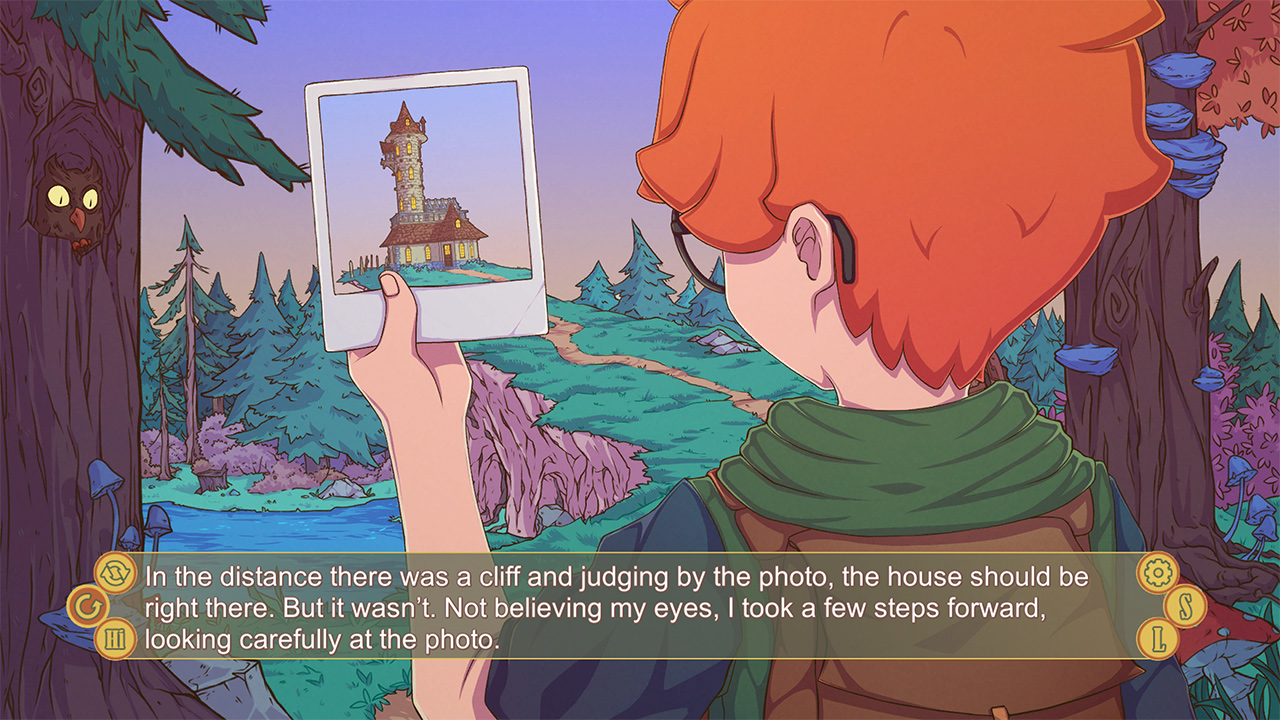 In the distance there was a cliff and judging by the photo, the house should be
right there. But it wasn't. Not believing my eyes, I took a few steps forward,
looking carefully at the photo.
Hi
S
L